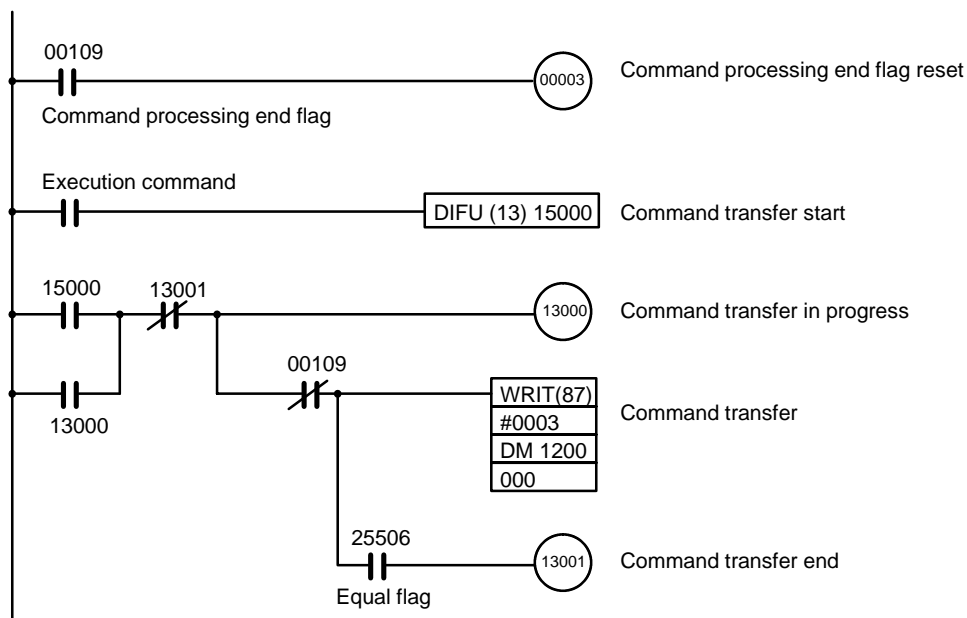 00109
00003
Command processing end flag reset
Command processing end flag
Execution command
DIFU (13) 15000
Command transfer start
15000
13001
13000
Command transfer in progress
13000
00109
WRIT(87)
#0003
DM 1200
000
Command transfer
25506
Equal flag
13001
Command transfer end